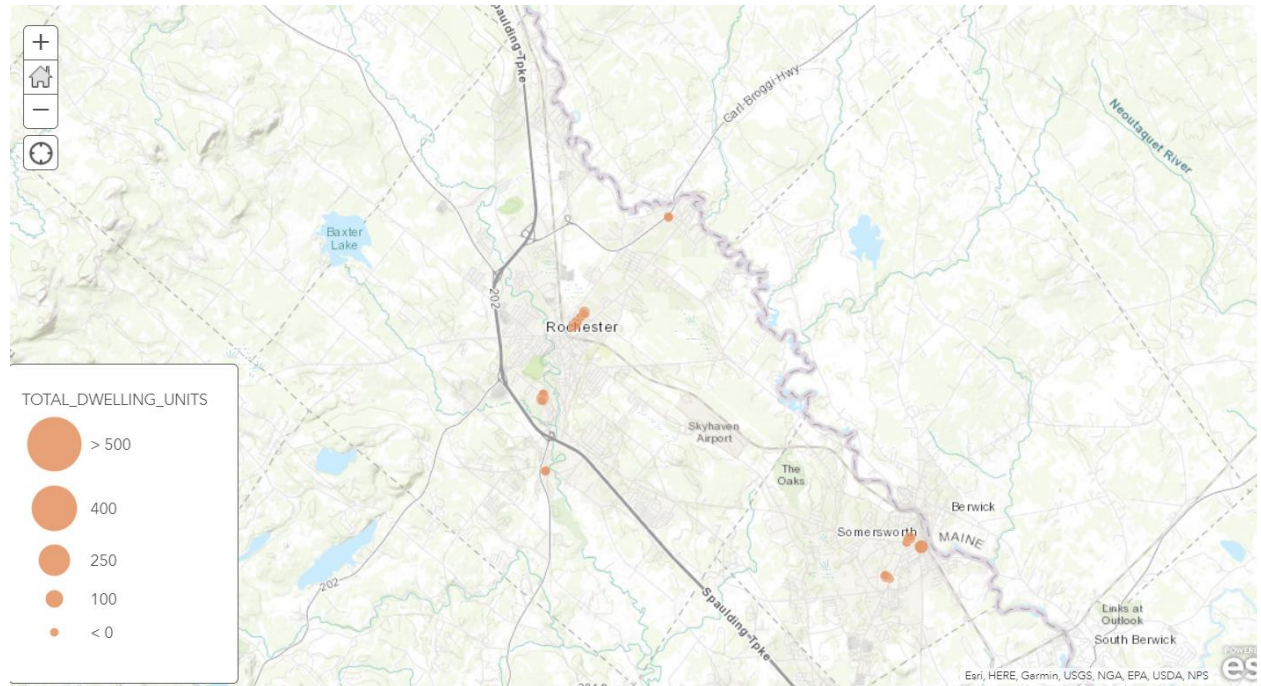 +
−
Spaulding-Tpke
Carl-Broggi-Hwy
Neoutaquet River
Baxter
Lake
202
Rochester
TOTAL_DWELLING_UNITS
> 500
400
250
100
< 0
Skyhaven
Airport
The
Oaks
Berwick
Somersworth
MAINE
202
Spaulding-Tpke
Links at
Outlook
South Berwick
POWERE
es
Esri, HERE, Garmin, USGS, NGA, EPA, USDA, NPS